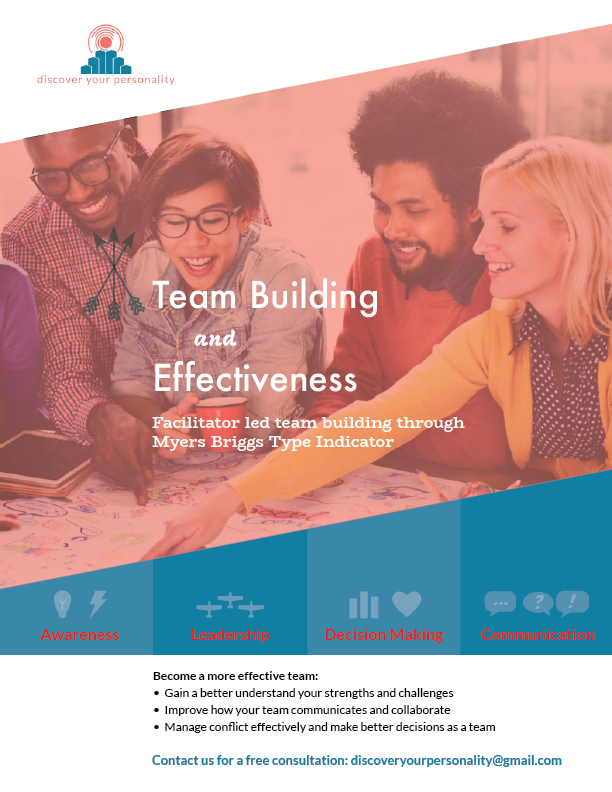 discover your personality
Team Building
and
Effectiveness
Facilitator led team building through
Myers Briggs Type Indicator
Awareness
Leadership
Decision Making
Communication
Become a more effective team:
• Gain a better understand your strengths and challenges
• Improve how your team communicates and collaborate
• Manage conflict effectively and make better decisions as a team
Contact us for a free consultation: discoveryourpersonality@gmail.com